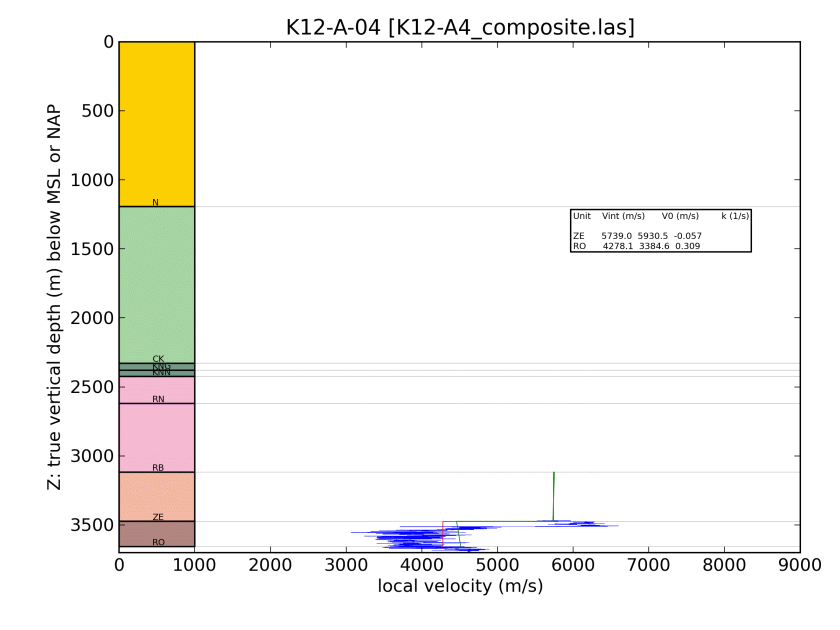 K12-A-04 [K12-A4_composite.las]
Z: true vertical depth (m) below MSL or NAP
0
500
1000
1500
2000
2500
3000
3500
N
CK
KNG
KNN
RN
RB
ZE
RO
Unit Vint (m/s) V0 (m/s) k (1/s)
ZE 5739.0 5930.5 -0.057
RO 4278.1 3384.6 0.309
0 1000 2000 3000 4000 5000 6000 7000 8000 9000
local velocity (m/s)